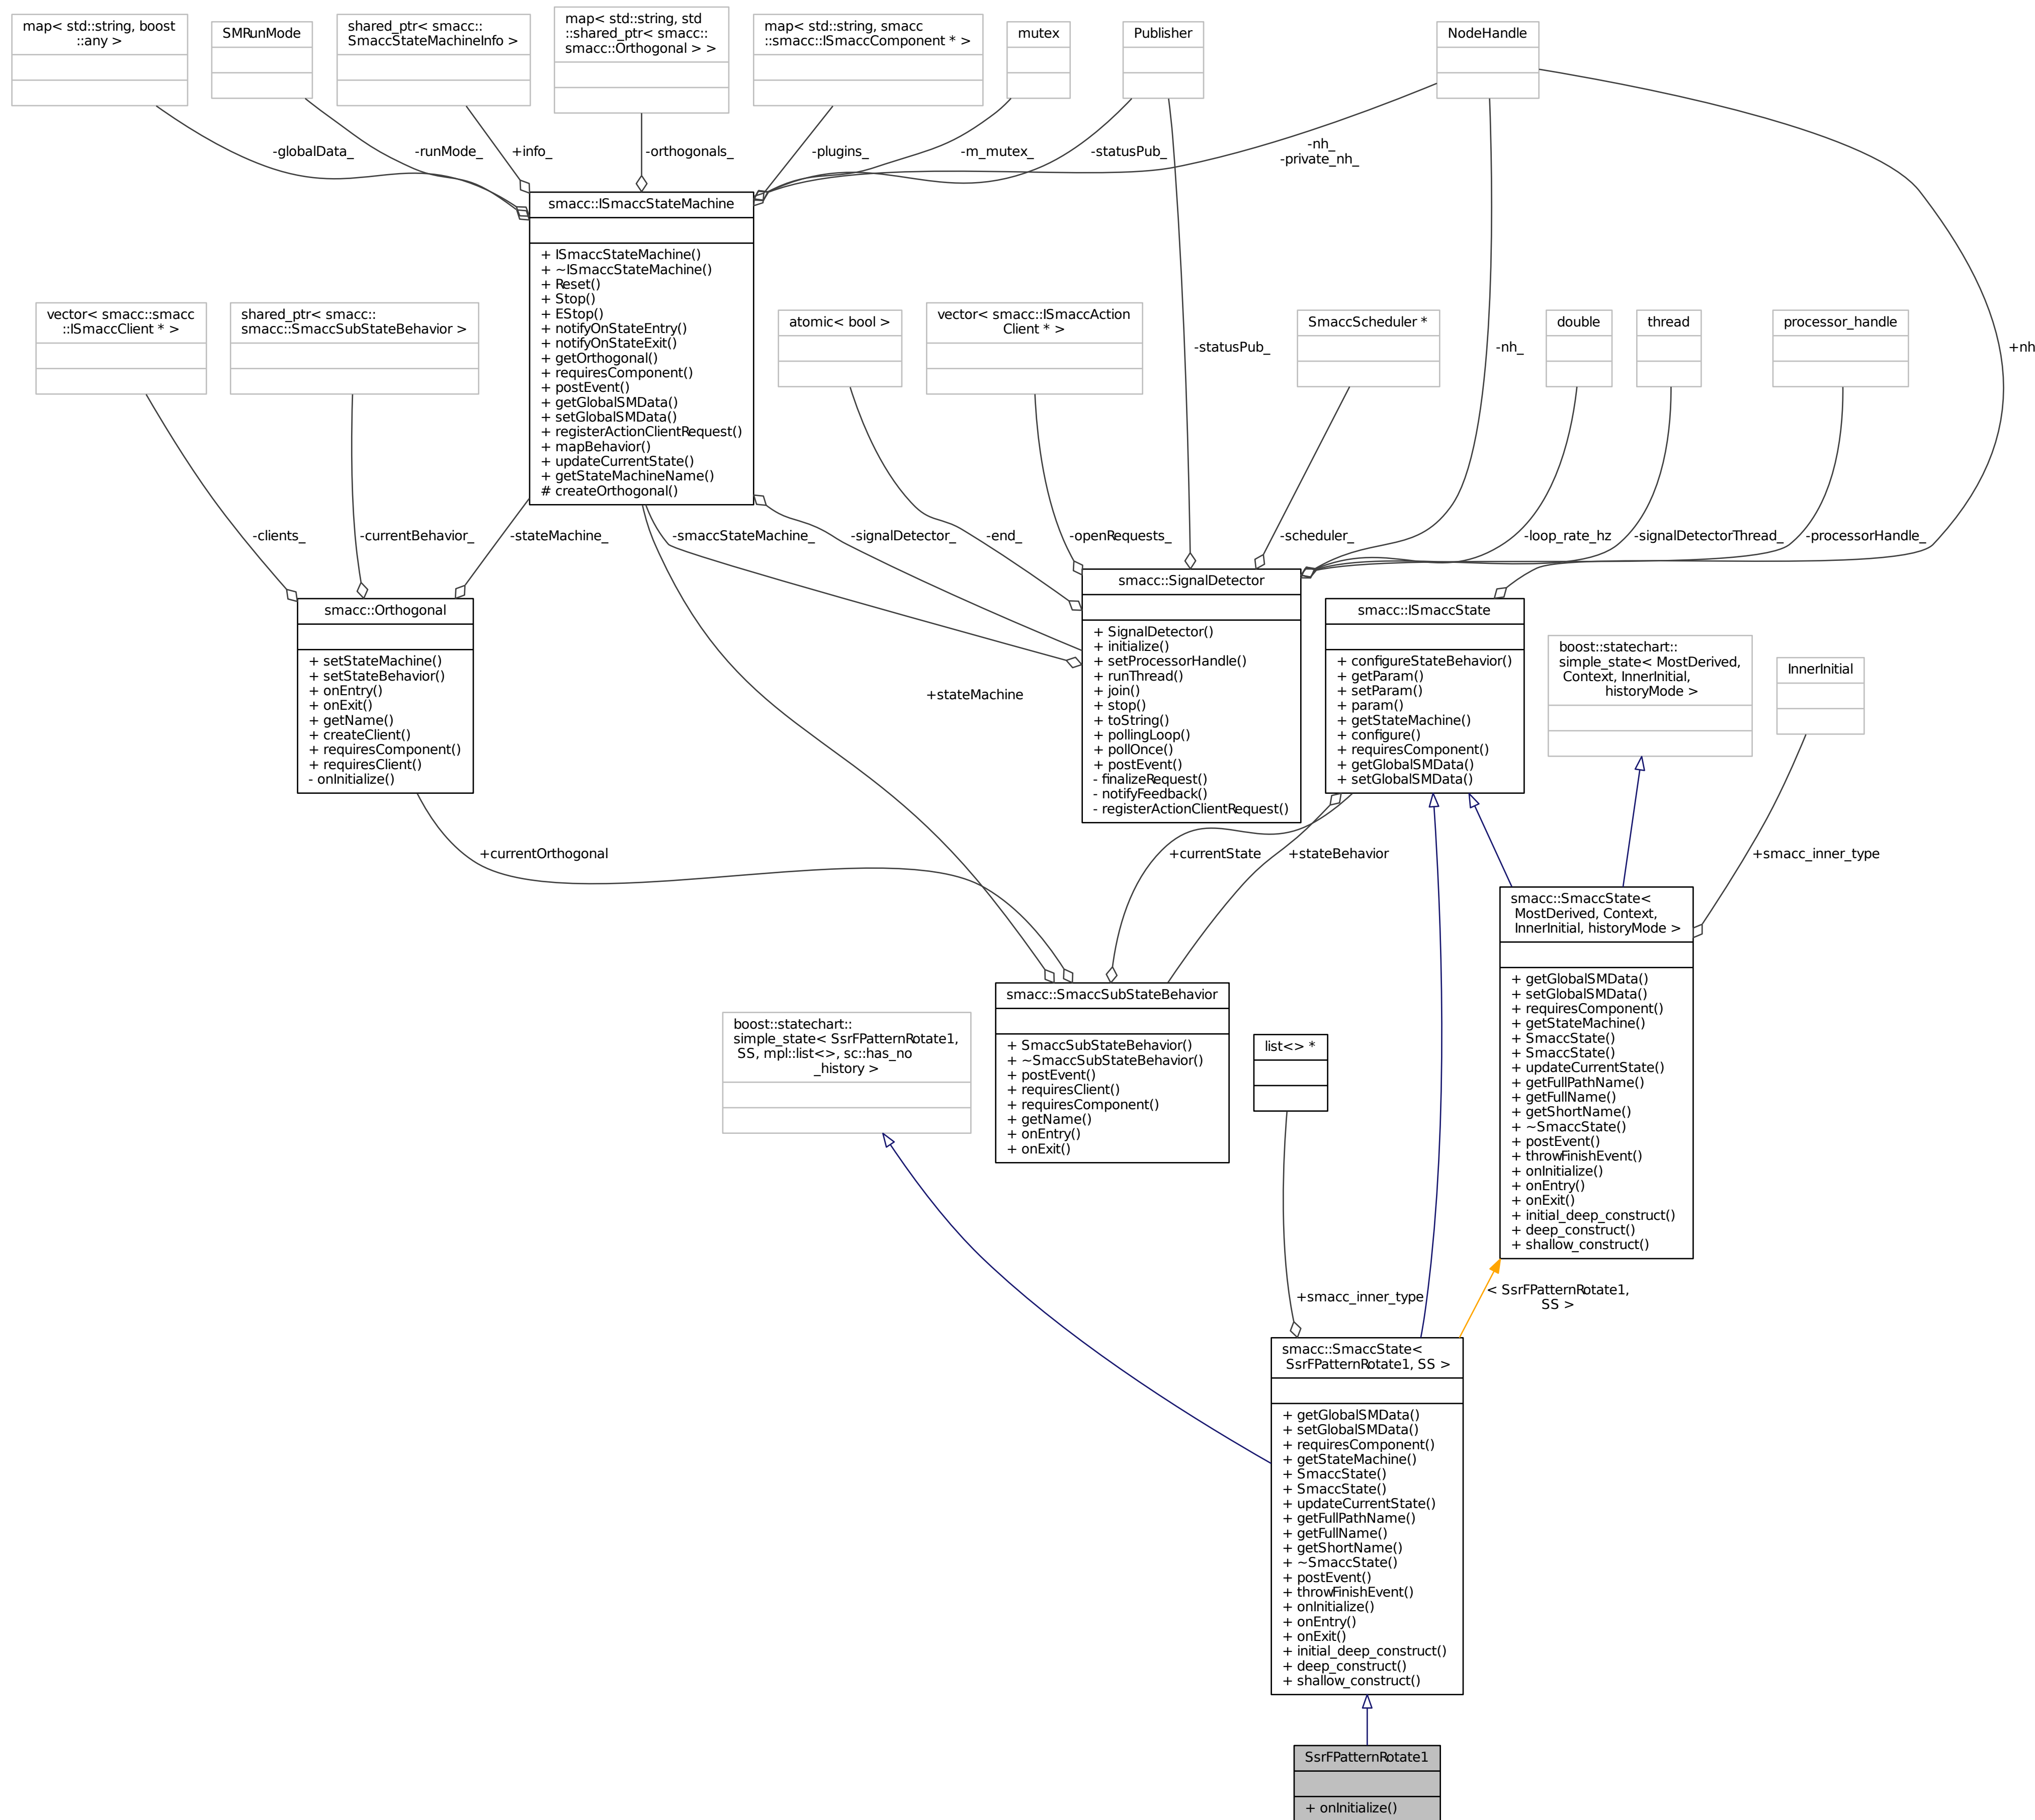 map< std::string, boost
::any >
SMRunMode
shared_ptr< smacc::
SmaccStateMachineInfo >
map< std::string, std
::shared_ptr< smacc::
smacc::Orthogonal > >
map< std::string, smacc
::smacc::ISmaccComponent * >
mutex
Publisher
NodeHandle
-globalData_
-runMode_
+info_
-orthogonals_
-plugins_
-m_mutex_
-statusPub_
-nh_
-private_nh_
smacc::ISmaccStateMachine
+ ISmaccStateMachine()
+ ~ISmaccStateMachine()
+ Reset()
+ Stop()
+ EStop()
+ notifyOnStateEntry()
+ notifyOnStateExit()
+ getOrthogonal()
+ requiresComponent()
+ postEvent()
+ getGlobalSMData()
+ setGlobalSMData()
+ registerActionClientRequest()
+ mapBehavior()
+ updateCurrentState()
+ getStateMachineName()
# createOrthogonal()
vector< smacc::smacc
::ISmaccClient * >
shared_ptr< smacc::
smacc::SmaccSubStateBehavior >
atomic< bool >
vector< smacc::ISmaccAction
Client * >
SmaccScheduler *
double
thread
processor_handle
-statusPub_
-nh_
+nh
-clients_
-currentBehavior_
-stateMachine_
-smaccStateMachine_
-signalDetector_
-end_
-openRequests_
-scheduler_
-loop_rate_hz
-signalDetectorThread_
-processorHandle_
smacc::Orthogonal
+ setStateMachine()
+ setStateBehavior()
+ onEntry()
+ onExit()
+ getName()
+ createClient()
+ requiresComponent()
+ requiresClient()
- onInitialize()
smacc::SignalDetector
+ SignalDetector()
+ initialize()
+ setProcessorHandle()
+ runThread()
+ join()
+ stop()
+ toString()
+ pollingLoop()
+ pollOnce()
+ postEvent()
- finalizeRequest()
- notifyFeedback()
- registerActionClientRequest()
smacc::ISmaccState
+ configureStateBehavior()
+ getParam()
+ setParam()
+ param()
+ getStateMachine()
+ configure()
+ requiresComponent()
+ getGlobalSMData()
+ setGlobalSMData()
boost::statechart::
simple_state< MostDerived,
Context, InnerInitial,
historyMode >
InnerInitial
+stateMachine
+currentOrthogonal
+currentState
+stateBehavior
+smacc_inner_type
smacc::SmaccState<
MostDerived, Context,
InnerInitial, historyMode >
+ getGlobalSMData()
+ setGlobalSMData()
+ requiresComponent()
+ getStateMachine()
+ SmaccState()
+ SmaccState()
+ updateCurrentState()
+ getFullPathName()
+ getFullName()
+ getShortName()
+ ~SmaccState()
+ postEvent()
+ throwFinishEvent()
+ onInitialize()
+ onEntry()
+ onExit()
+ initial_deep_construct()
+ deep_construct()
+ shallow_construct()
boost::statechart::
simple_state< SsrFPatternRotate1,
SS, mpl::list<>, sc::has_no
_history >
smacc::SmaccSubStateBehavior
+ SmaccSubStateBehavior()
+ ~SmaccSubStateBehavior()
+ postEvent()
+ requiresClient()
+ requiresComponent()
+ getName()
+ onEntry()
+ onExit()
list<> *
+smacc_inner_type
< SsrFPatternRotate1,
SS >
smacc::SmaccState<
SsrFPatternRotate1, SS >
+ getGlobalSMData()
+ setGlobalSMData()
+ requiresComponent()
+ getStateMachine()
+ SmaccState()
+ SmaccState()
+ updateCurrentState()
+ getFullPathName()
+ getFullName()
+ getShortName()
+ ~SmaccState()
+ postEvent()
+ throwFinishEvent()
+ onInitialize()
+ onEntry()
+ onExit()
+ initial_deep_construct()
+ deep_construct()
+ shallow_construct()
SsrFPatternRotate1
+ onInitialize()